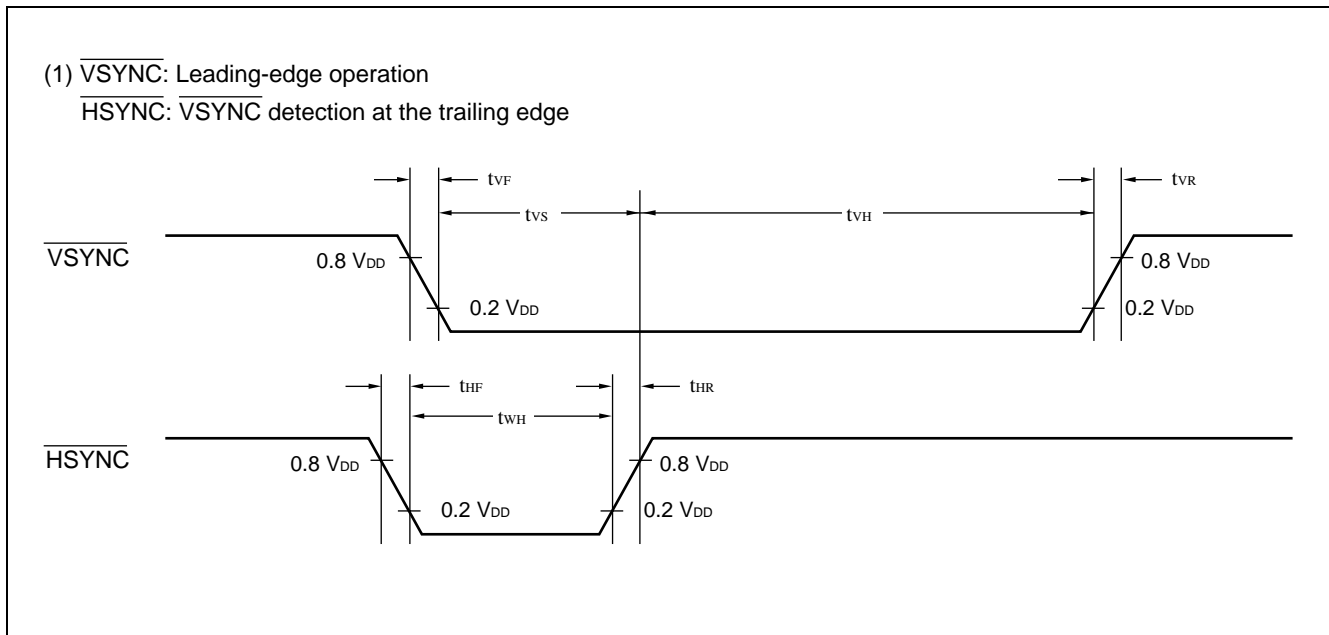 (1) VSYNC: Leading-edge operation
HSYNC: VSYNC detection at the trailing edge
tVF
tVR
tVS
tVH
VSYNC
0.8 VDD
0.8 VDD
0.2 VDD
0.2 VDD
tHF
tHR
tWH
HSYNC
0.8 VDD
0.8 VDD
0.2 VDD
0.2 VDD